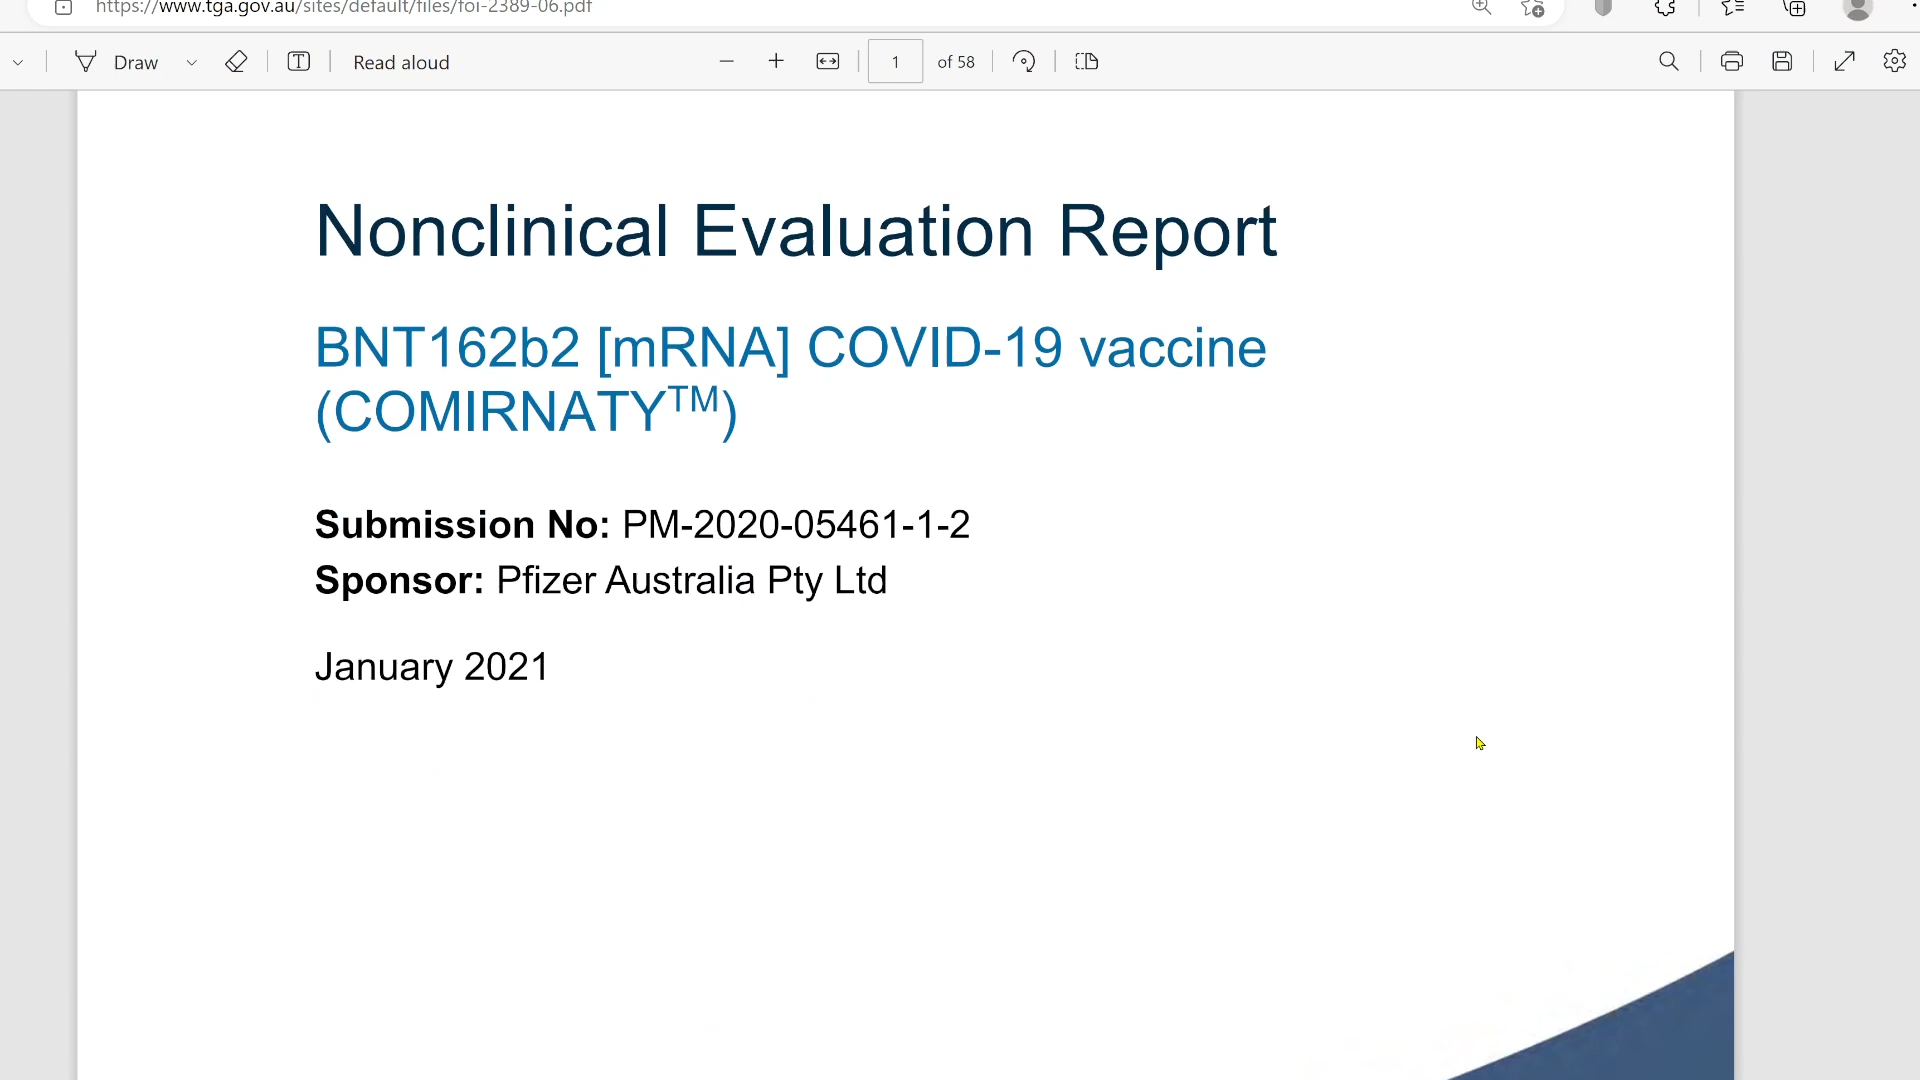 https://www.tga.gov.au/sites/default/files/foi-2389-06.pdf
Draw
Read aloud
1 of 58
Nonclinical Evaluation Report
BNT162b2 [mRNA] COVID-19 vaccine
(COMIRNATY™)
Submission No: PM-2020-05461-1-2
Sponsor: Pfizer Australia Pty Ltd
January 2021